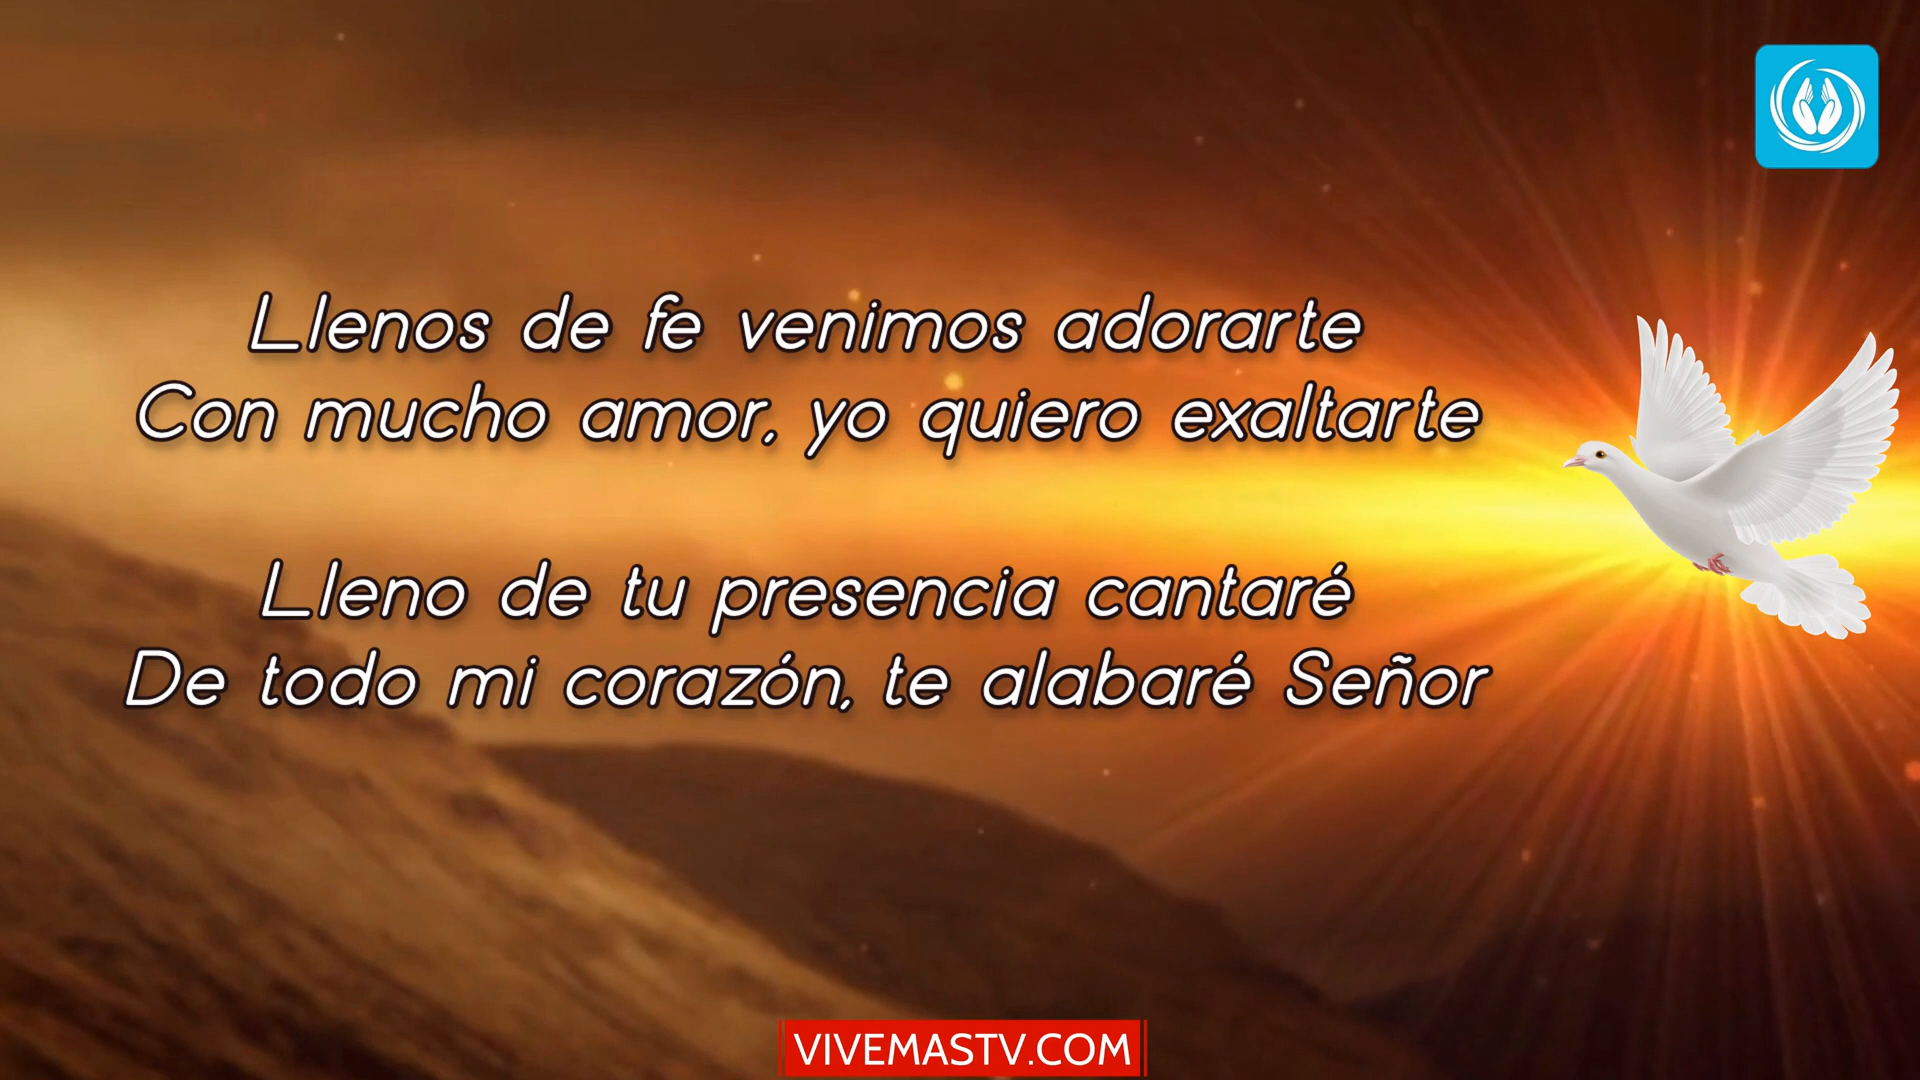 Llenos de fe venimos adorarte
Con mucho amor, yo quiero exaltarte
Lleno de tu presencia cantaré
De todo mi corazón, te alabaré Señor
VIVEMASTV.COM